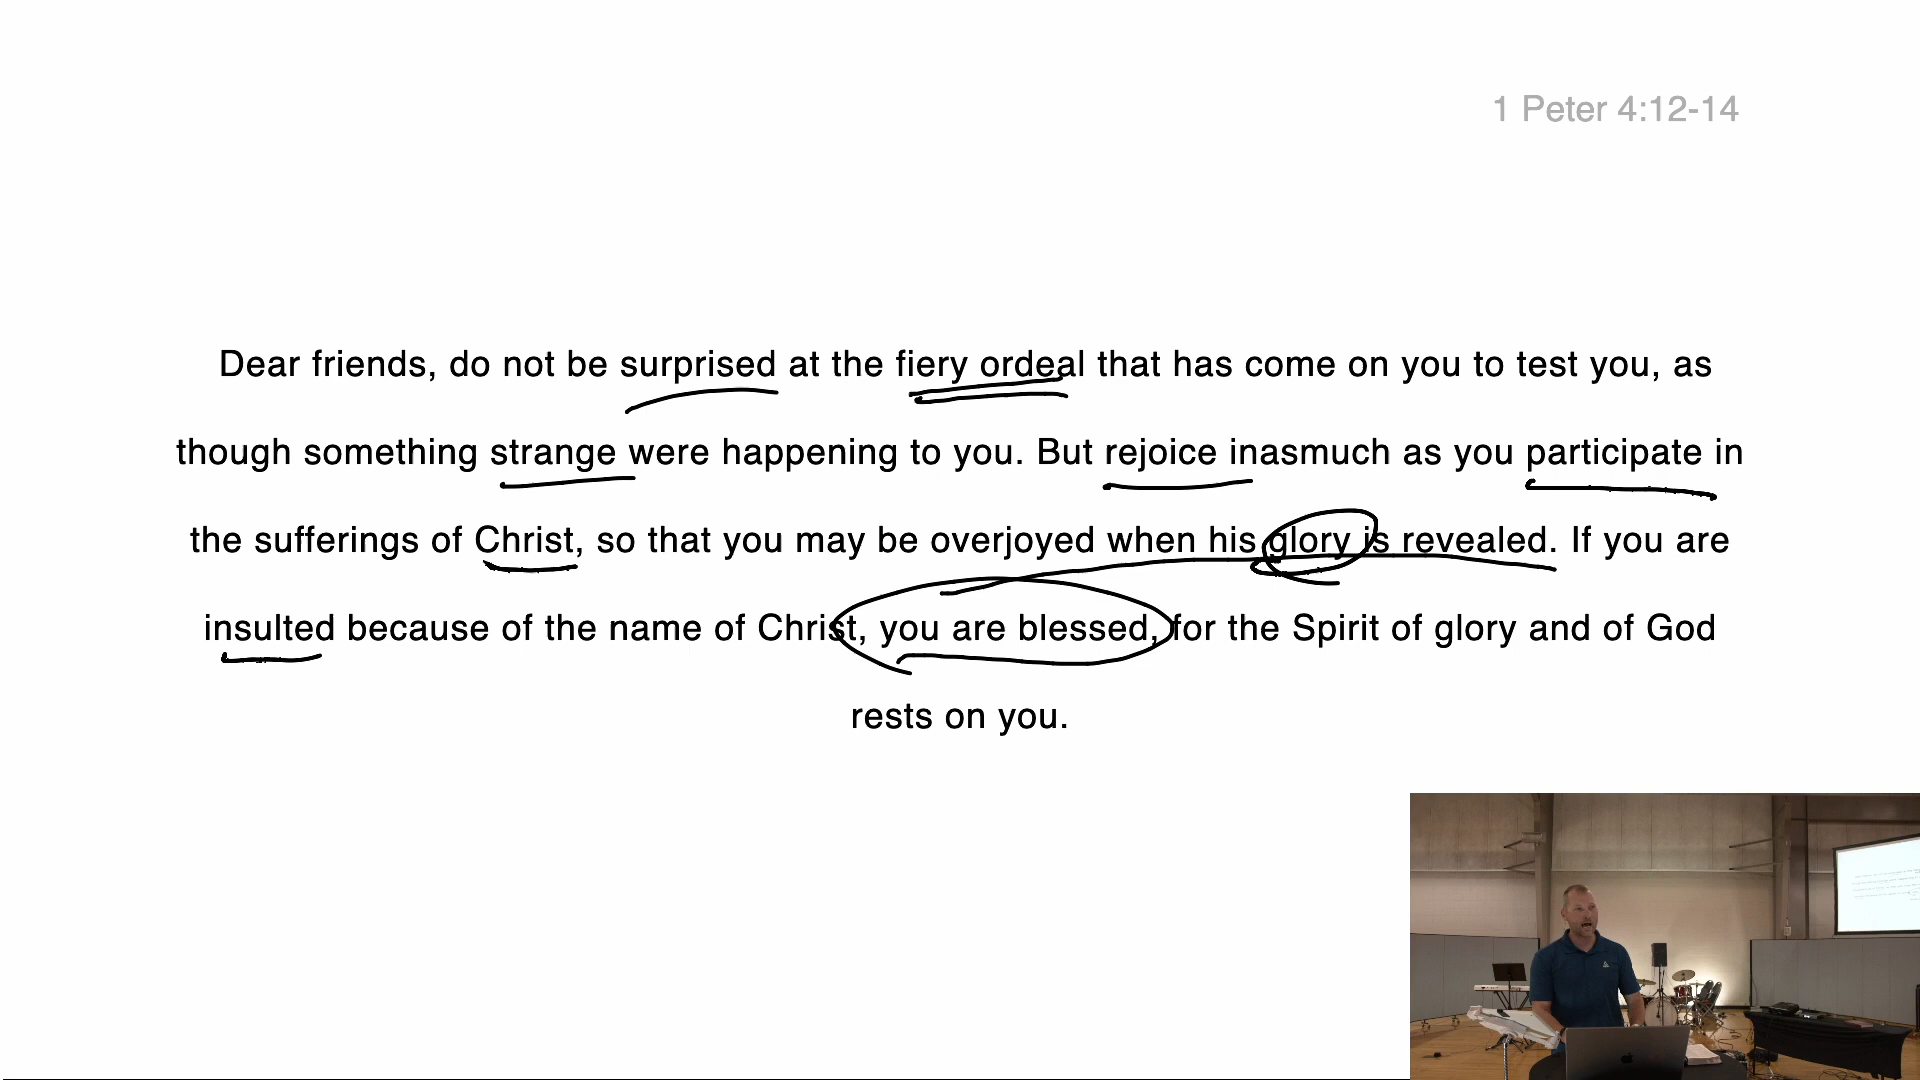 1 Peter 4:12-14
Dear friends, do not be surprised at the fiery ordeal that has come on you to test you, as
though something strange were happening to you. But rejoice inasmuch as you participate in
the sufferings of Christ, so that you may be overjoyed when his glory is revealed. If you are
insulted because of the name of Christ, you are blessed, for the Spirit of glory and of God
rests on you.